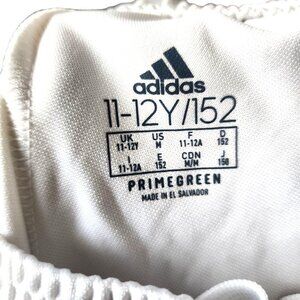 adidas
11-12Y/152
UK US F D
11-12Y M 11-12A 152
I E CDN J
11-12A 152 M/M 150
PRIMEGREEN
MADE IN EL SALVADOR